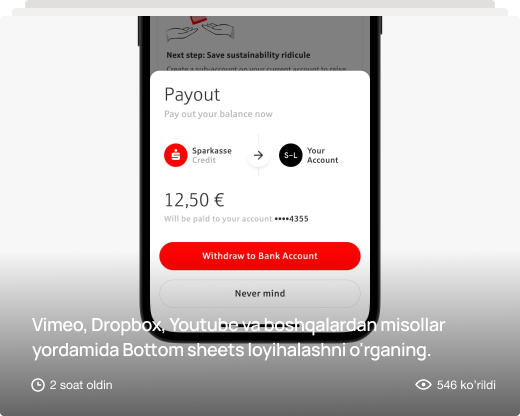 Next step: Save sustainability ridicule
Create a sub-account on your current account to raise
Payout
Pay out your balance now
Sparkasse
Credit
S-L
Your
Account
12,50 €
Will be paid to your account ••••4355
Withdraw to Bank Account
Never mind
Vimeo, Dropbox, Youtube va boshqalardan misollar
yordamida Bottom sheets loyihalashni o'rganing.
2 soat oldin
546 ko'rildi